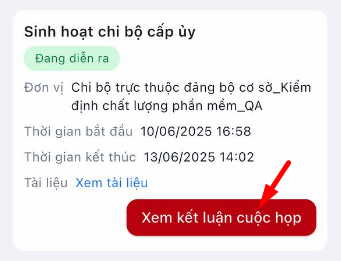 Sinh hoạt chi bộ cấp ủy
Đang diễn ra
Đơn vị Chi bộ trực thuộc đảng bộ cơ sở_Kiểm
định chất lượng phần mềm_QA
Thời gian bắt đầu 10/06/2025 16:58
Thời gian kết thúc 13/06/2025 14:02
Tài liệu Xem tài liệu
Xem kết luận cuộc họp